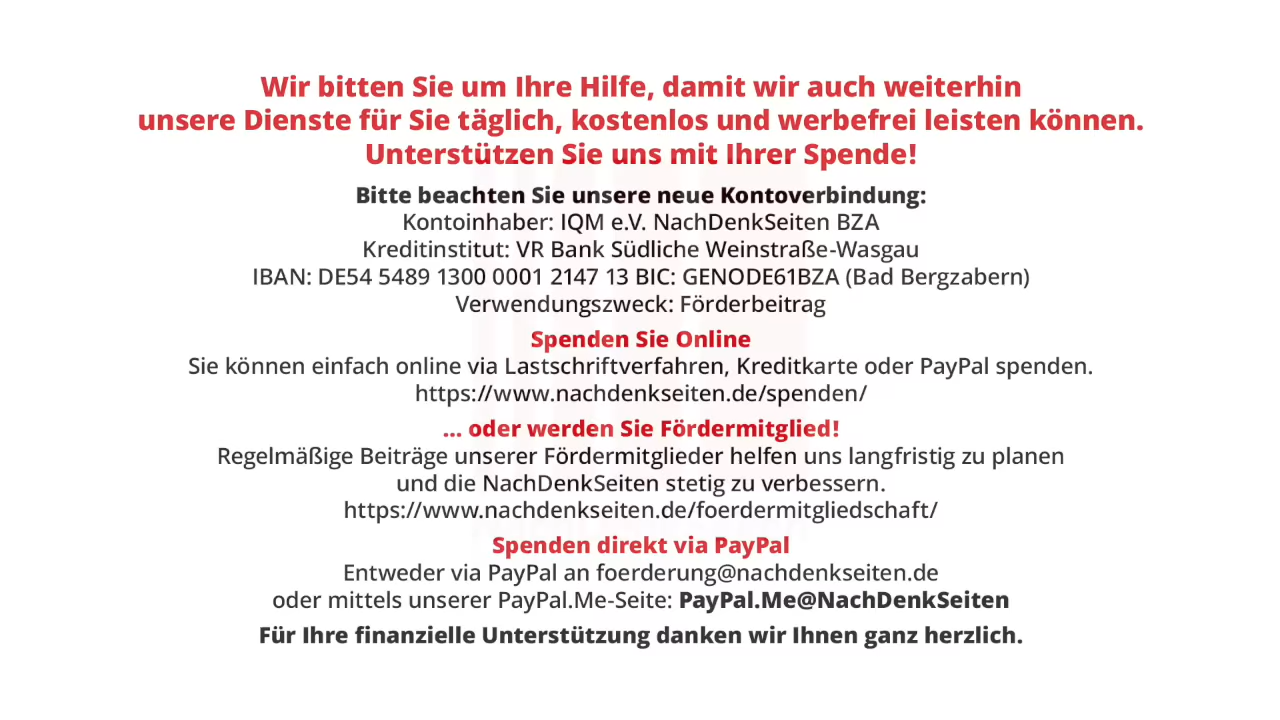 Wir bitten Sie um Ihre Hilfe, damit wir auch weiterhin
unsere Dienste für Sie täglich, kostenlos und werbefrei leisten können.
Unterstützen Sie uns mit Ihrer Spende!
Bitte beachten Sie unsere neue Kontoverbindung:
Kontoinhaber: IQM e.V. NachDenkSeiten BZA
Kreditinstitut: VR Bank Südliche Weinstraße-Wasgau
IBAN: DE54 5489 1300 0001 2147 13 BIC: GENODE61BZA (Bad Bergzabern)
Verwendungszweck: Förderbeitrag
Spenden Sie Online
Sie können einfach online via Lastschriftverfahren, Kreditkarte oder PayPal spenden.
https://www.nachdenkseiten.de/spenden/
... oder werden Sie Fördermitglied!
Regelmäßige Beiträge unserer Fördermitglieder helfen uns langfristig zu planen
und die NachDenkSeiten stetig zu verbessern.
https://www.nachdenkseiten.de/foerdermitgliedschaft/
Spenden direkt via PayPal
Entweder via PayPal an foerderung@nachdenkseiten.de
oder mittels unserer PayPal.Me-Seite: PayPal.Me@NachDenkSeiten
Für Ihre finanzielle Unterstützung danken wir Ihnen ganz herzlich.